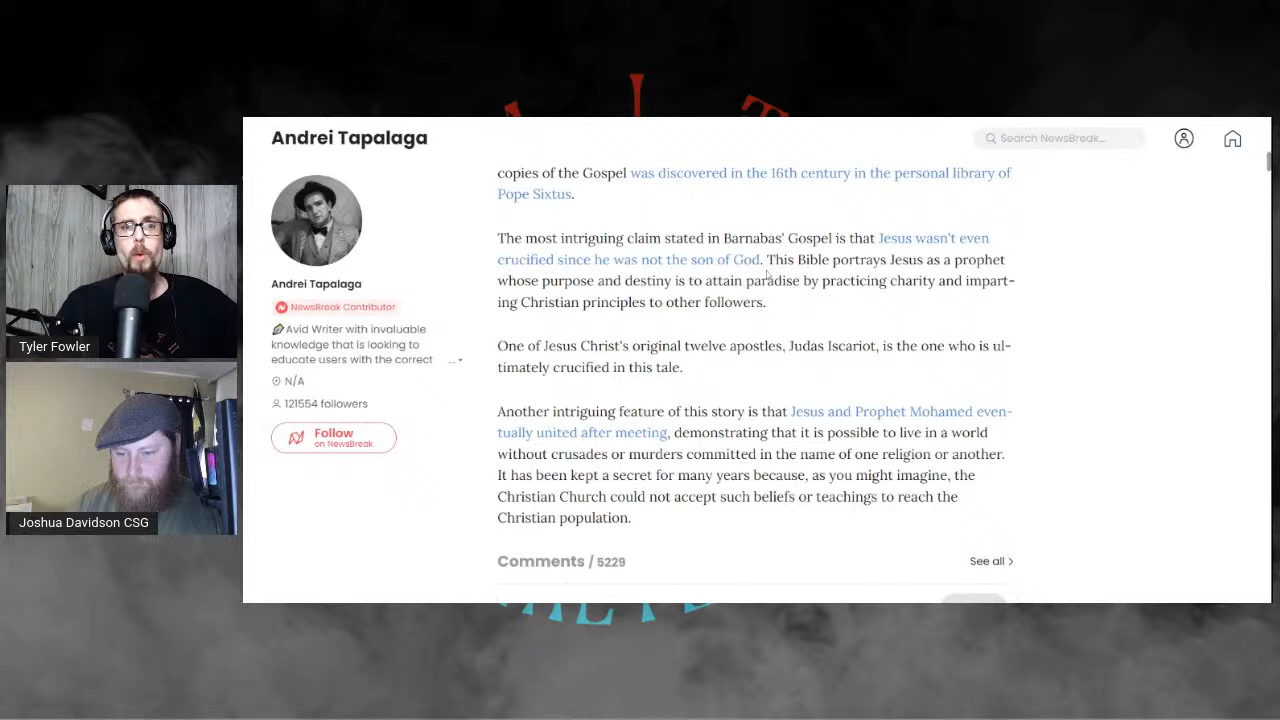 Andrei Tapalaga
Search NewsBreak...
copies of the Gospel was discovered in the 16th century in the personal library of
Pope Sixtus.
The most intriguing claim stated in Barnabas' Gospel is that Jesus wasn't even
crucified since he was not the son of God. This Bible portrays Jesus as a prophet
whose purpose and destiny is to attain paradise by practicing charity and impart-
ing Christian principles to other followers.
One of Jesus Christ's original twelve apostles, Judas Iscariot, is the one who is ul-
timately crucified in this tale.
Another intriguing feature of this story is that Jesus and Prophet Mohamed even-
tually united after meeting, demonstrating that it is possible to live in a world
without crusades or murders committed in the name of one religion or another.
It has been kept a secret for many years because, as you might imagine, the
Christian Church could not accept such beliefs or teachings to reach the
Christian population.
Comments / 5229
See all >
Andrei Tapalaga
NewsBreak Contributor
Avid Writer with invaluable
knowledge that is looking to
educate users with the correct ...
N/A
121554 followers
Follow
on NewsBreak
Tyler Fowler
Joshua Davidson CSG